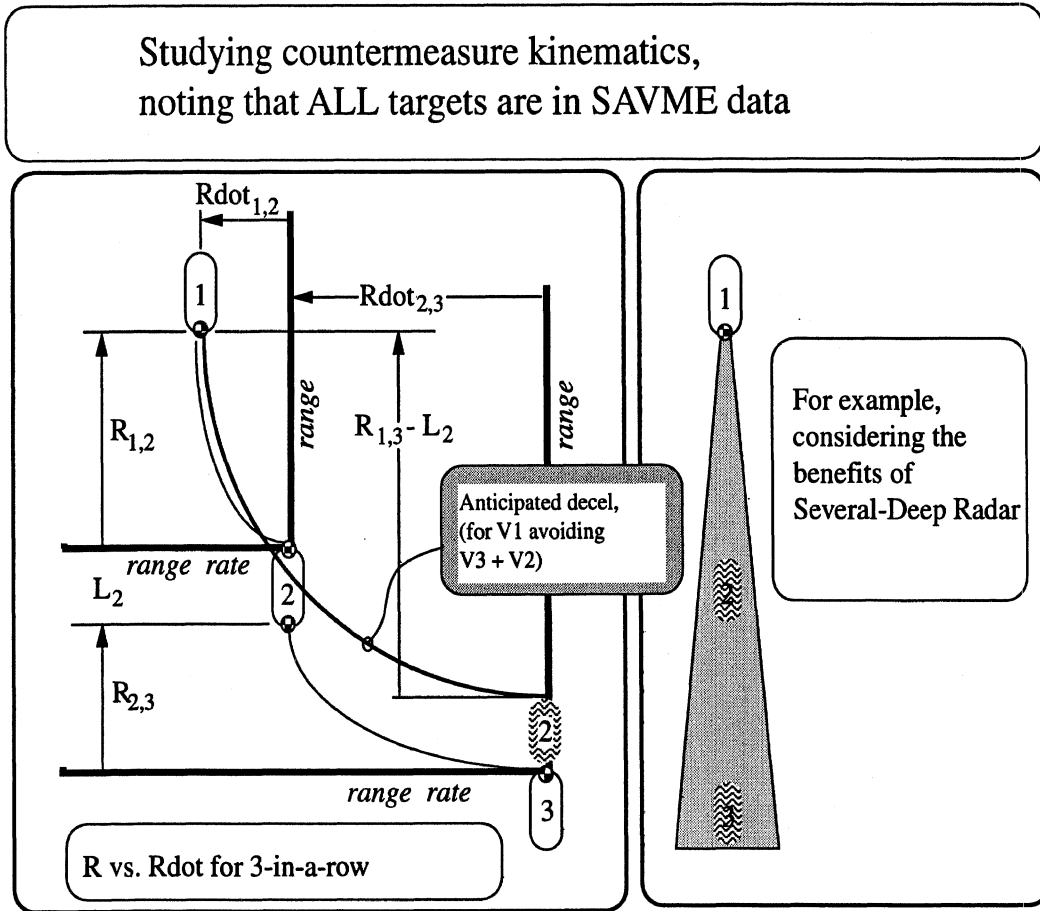 Studying countermeasure kinematics,
noting that ALL targets are in SAVME data
Rdot1,2
1
Rdot2,3
R1,2
range
R1,3 - L2
range
Anticipated decel,
(for V1 avoiding
V3 + V2)
range rate
L2
2
R2,3
2
range rate
3
R vs. Rdot for 3-in-a-row
1
For example,
considering the
benefits of
Several-Deep Radar
2
3